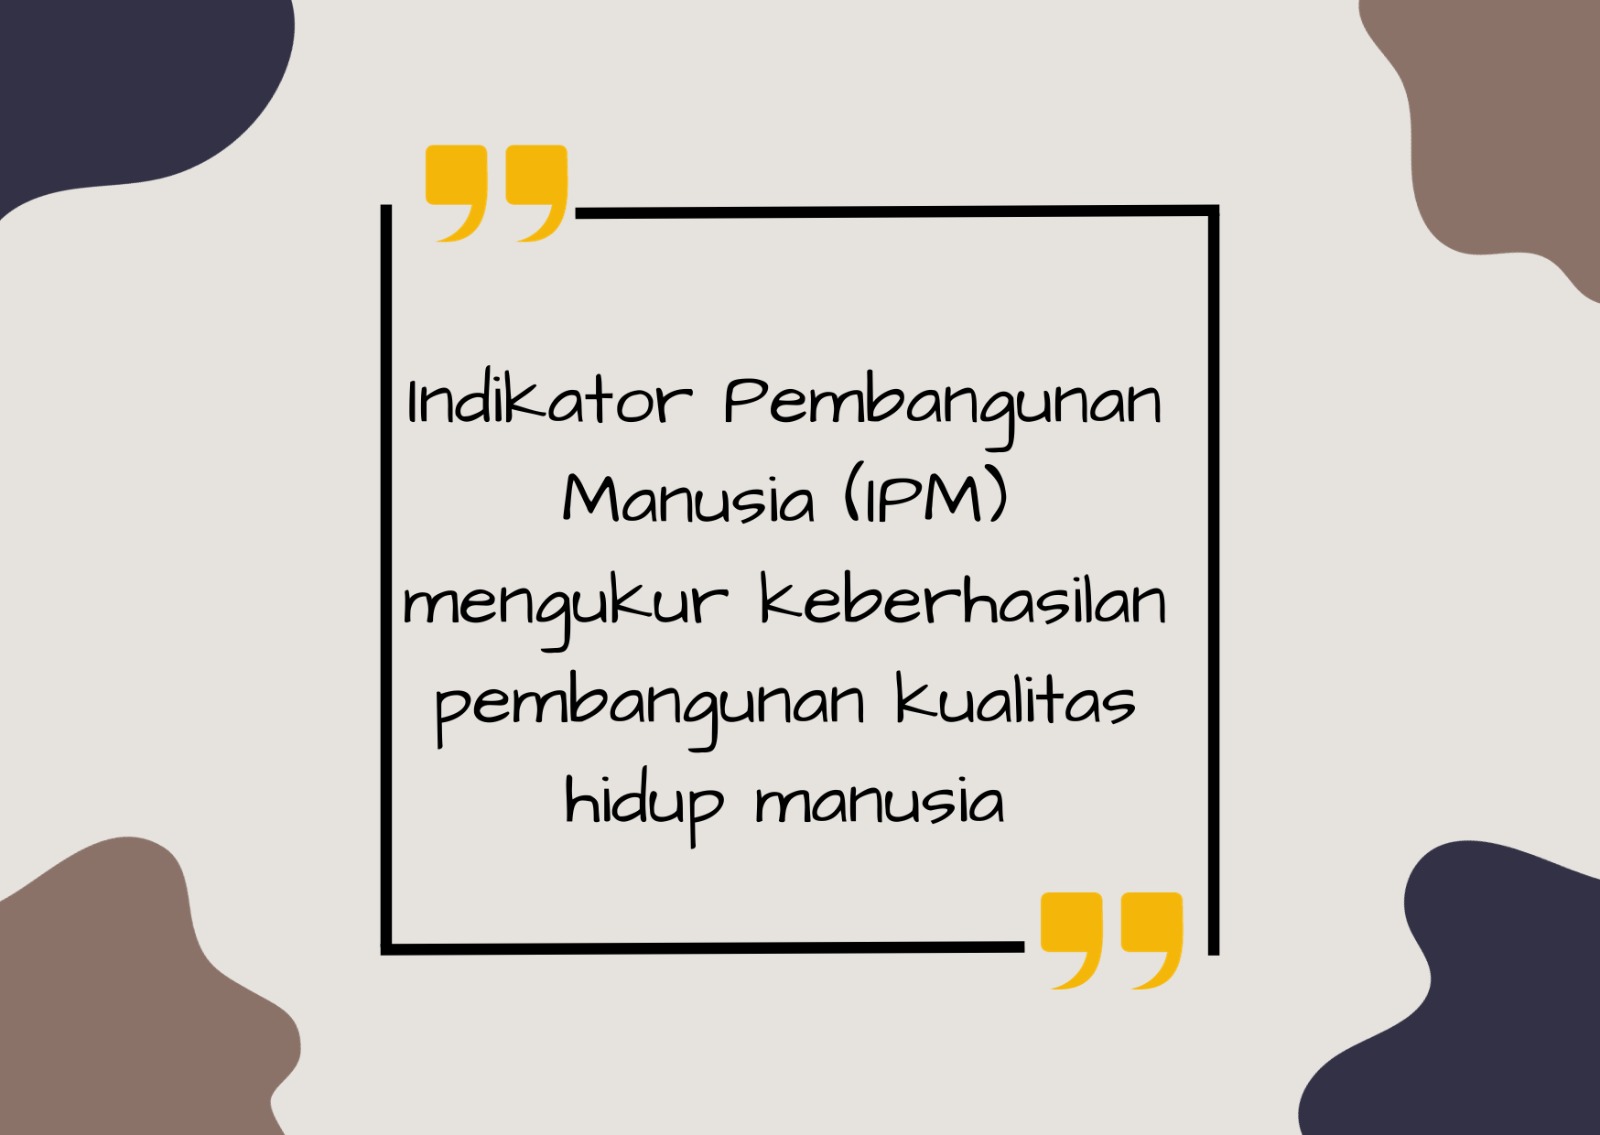 Indikator Pembangunan
Manusia (IPM)
mengukur keberhasilan
pembangunan kualitas
hidup manusia